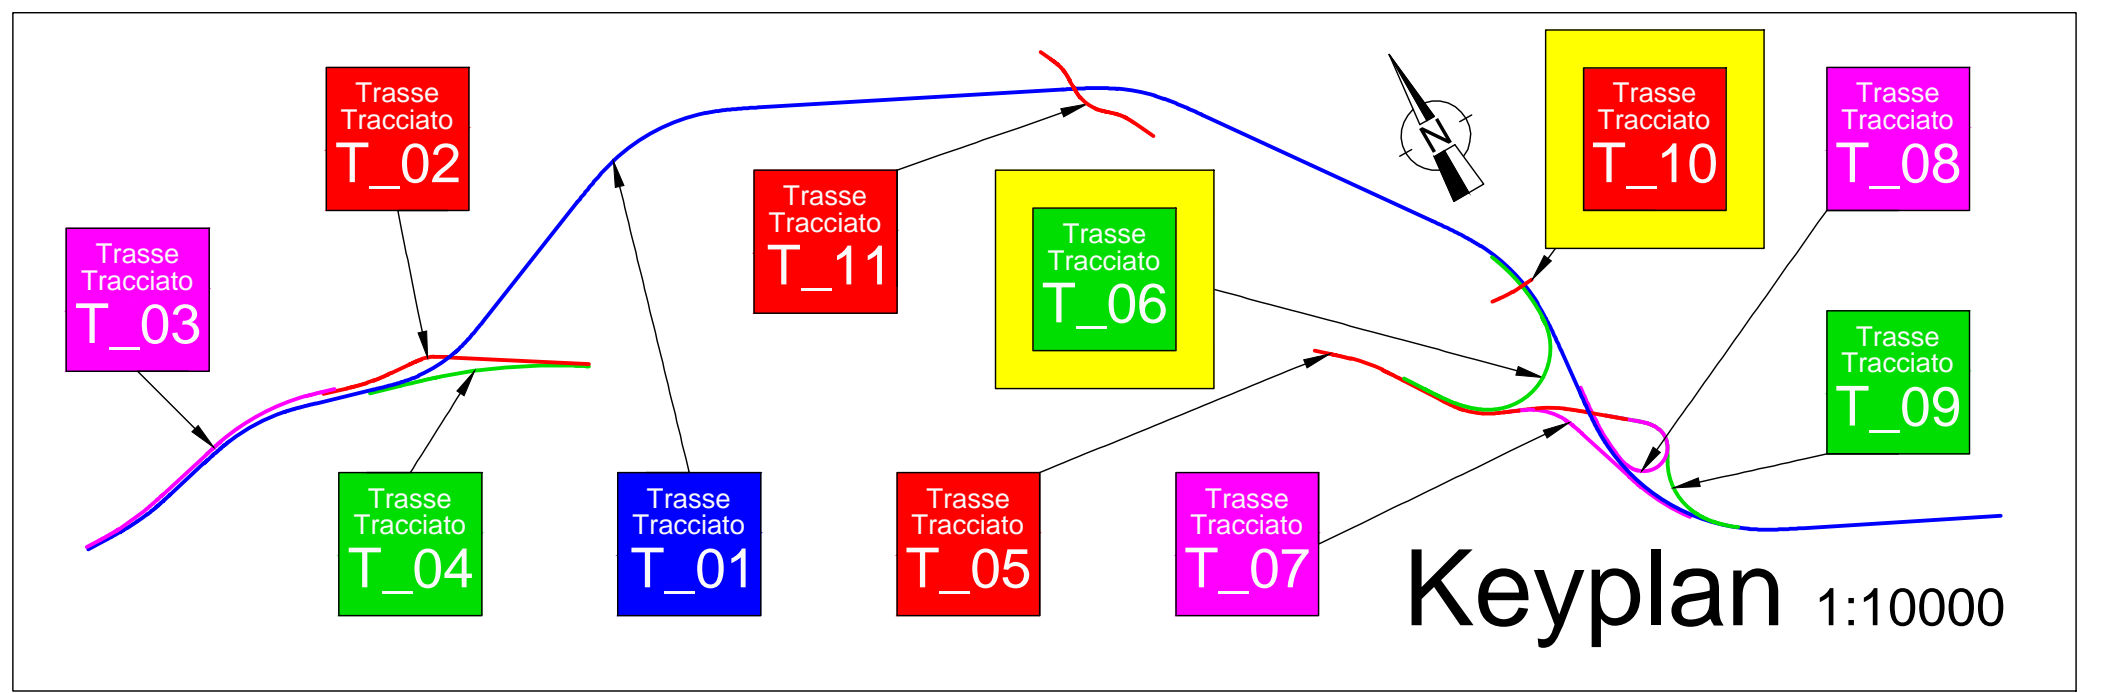 Trasse
Tracciato
T_02
Trasse
Tracciato
T_10
Trasse
Tracciato
T_08
Trasse
Tracciato
T_11
N
Trasse
Tracciato
T_03
Trasse
Tracciato
T_06
Trasse
Tracciato
T_09
Trasse
Tracciato
T_04
Trasse
Tracciato
T_01
Trasse
Tracciato
T_05
Trasse
Tracciato
T_07
Keyplan 1:10000